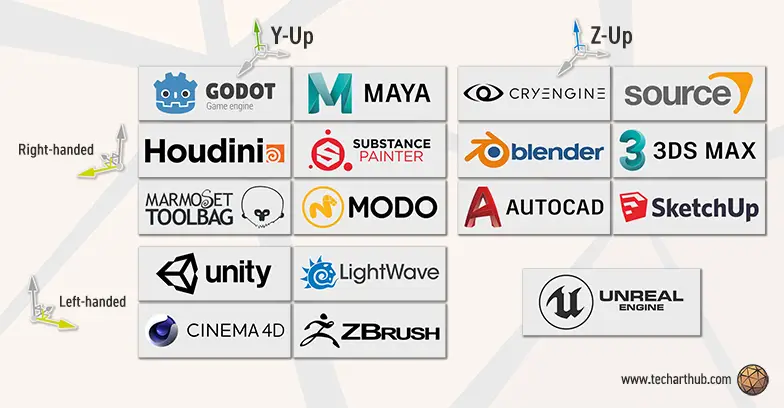 Y-Up
Z-Up
Right-handed
GODOT
Game engine
MAYA
CRYENGINE
source
Houdini
SUBSTANCE
PAINTER
blender
3DS MAX
MARMOSET
TOOLBAG
MODO
AUTOCAD
SketchUp
Left-handed
unity
LightWave
UNREAL
ENGINE
CINEMA 4D
ZBRUSH
www.techarthub.com